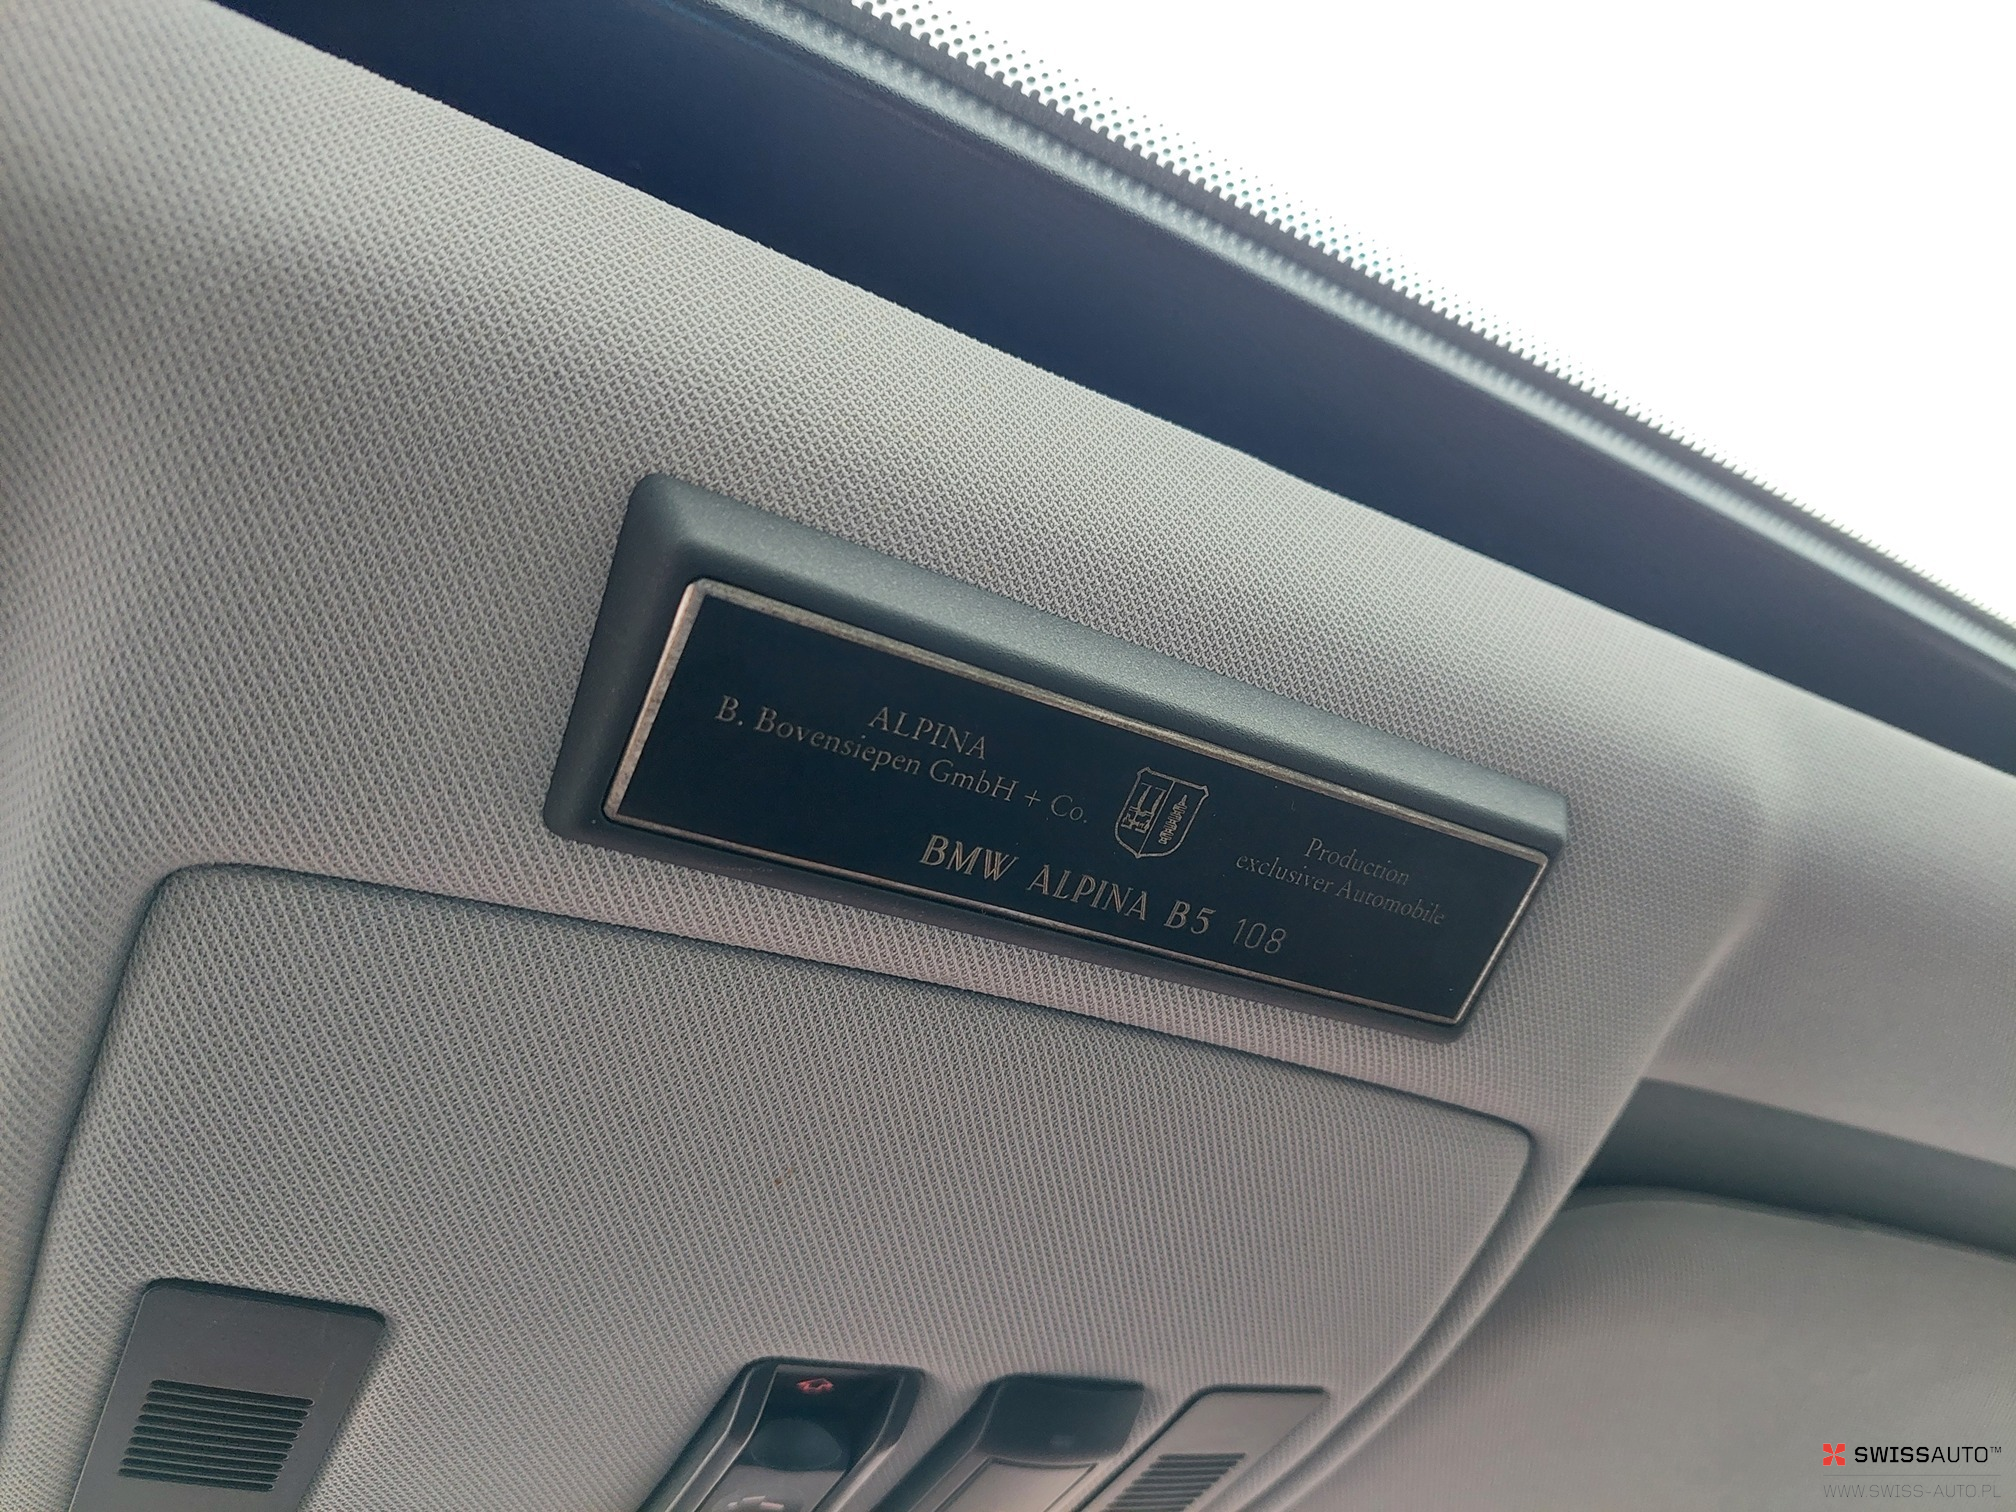 ALPINA
B. Bovensiepen GmbH + Co.
Production
exclusiver Automobile
BMW ALPINA B5 108
SWISSAUTO™
WWW.SWISS-AUTO.PL